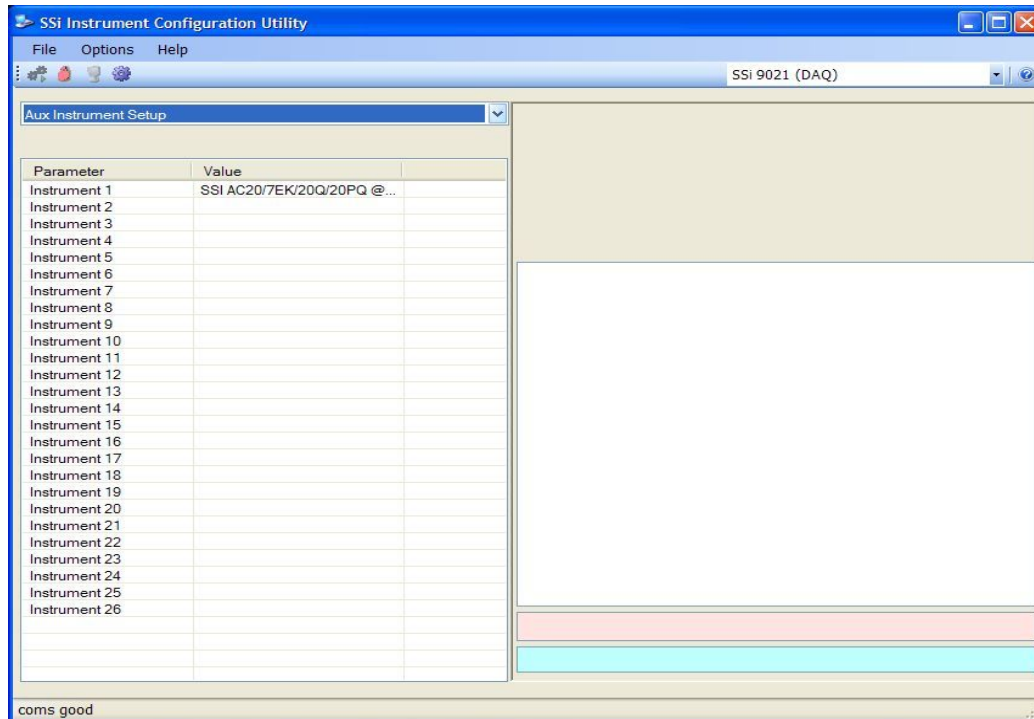 SSi Instrument Configuration Utility
File Options Help
SSi 9021 (DAQ)
Aux Instrument Setup
Parameter Value
Instrument 1 SSI AC20/7EK/20Q/20PQ @...
Instrument 2
Instrument 3
Instrument 4
Instrument 5
Instrument 6
Instrument 7
Instrument 8
Instrument 9
Instrument 10
Instrument 11
Instrument 12
Instrument 13
Instrument 14
Instrument 15
Instrument 16
Instrument 17
Instrument 18
Instrument 19
Instrument 20
Instrument 21
Instrument 22
Instrument 23
Instrument 24
Instrument 25
Instrument 26
coms good